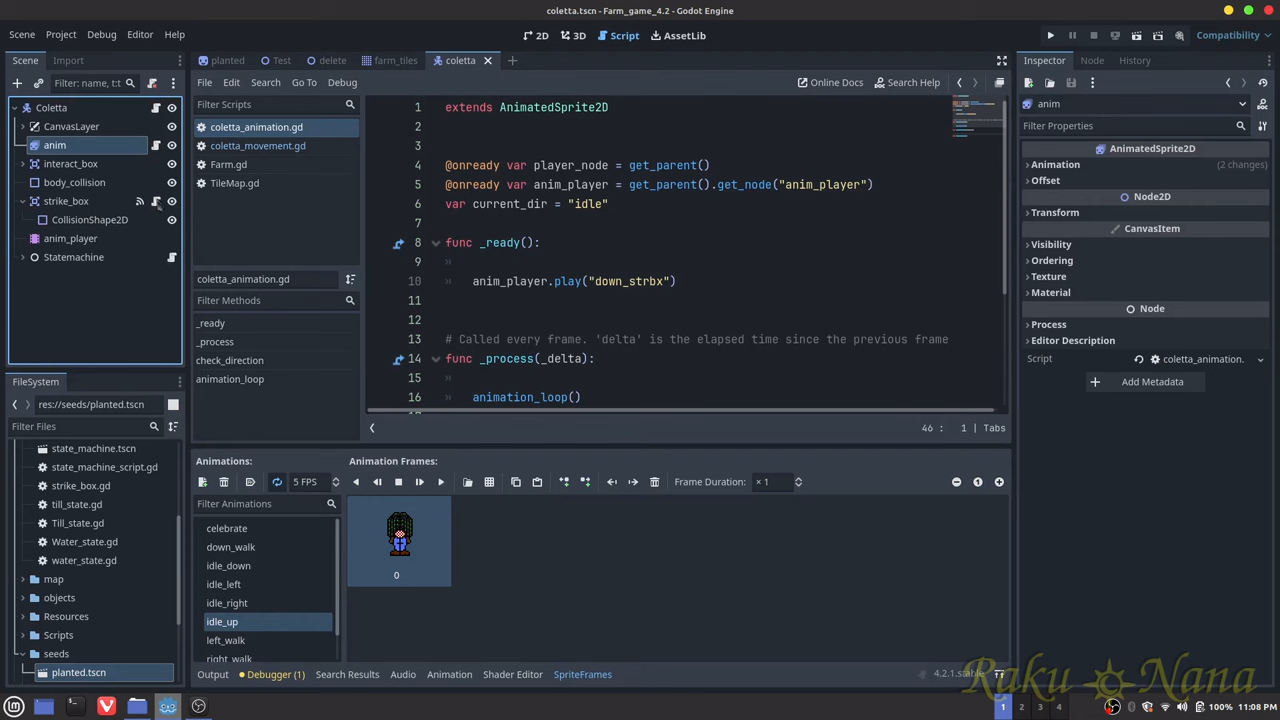 coletta.tscn - Farm_game_4.2 - Godot Engine
Scene Project Debug Editor Help
2D 3D Script AssetLib
Compatibility
Scene Import
Filter: name, t:t
Coletta
CanvasLayer
anim
interact_box
body_collision
strike_box
CollisionShape2D
anim_player
Statemachine
FileSystem
res://seeds/planted.tscn
Filter Files
state_machine.tscn
state_machine_script.gd
strike_box.gd
till_state.gd
Till_state.gd
Water_state.gd
water_state.gd
map
objects
Resources
Scripts
seeds
planted.tscn
planted Test delete farm_tiles coletta
File Edit Search Go To Debug
Online Docs Search Help
Filter Scripts
coletta_animation.gd
coletta_movement.gd
Farm.gd
TileMap.gd
coletta_animation.gd
Filter Methods
_ready
_process
check_direction
animation_loop
1 extends AnimatedSprite2D
2
3
4 @onready var player_node = get_parent()
5 @onready var anim_player = get_parent().get_node("anim_player")
6 var current_dir = "idle"
7
8 func _ready():
9
10 anim_player.play("down_strbx")
11
12
13 # Called every frame. 'delta' is the elapsed time since the previous frame
14 func _process(_delta):
15
16 animation_loop()
46 : 1 | Tabs
Animations:
5 FPS
Filter Animations
celebrate
down_walk
idle_down
idle_left
idle_right
idle_up
left_walk
right_walk
Animation Frames:
Frame Duration: × 1
0
Output Debugger (1) Search Results Audio Animation Shader Editor SpriteFrames
4.2.1.stable
Inspector Node History
anim
Filter Properties
AnimatedSprite2D
Animation (2 changes)
Offset
Node2D
Transform
CanvasItem
Visibility
Ordering
Texture
Material
Node
Process
Editor Description
Script coletta_animation.
Add Metadata
Raku Nana
1 2 3 4
100% 11:08 PM